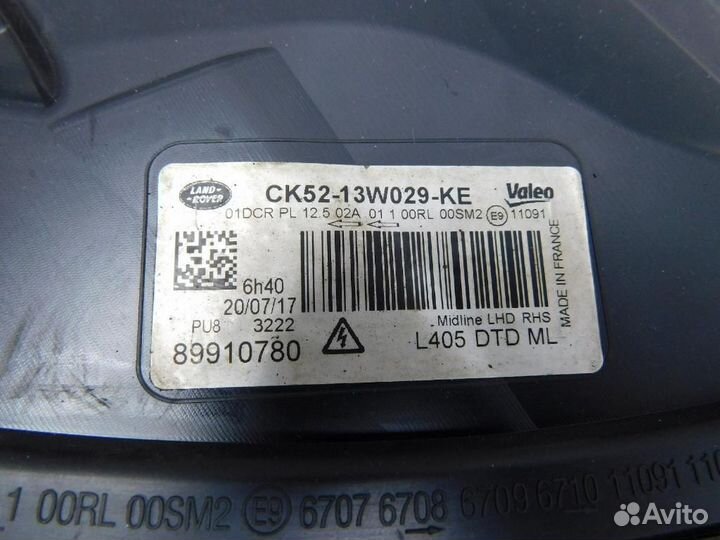 LAND-
ROVER
CK52-13W029-KE
Valeo
01DCR PL 12.5 02A 01 1 00RL 00SM2 E9 11091
6h40
20/07/17
PU8 3222
89910780
Midline LHD RHS
L405 DTD ML
MADE IN FRANCE
1 00RL 00SM2 E9 6707 6708 6709 6710 11091 110
Avito